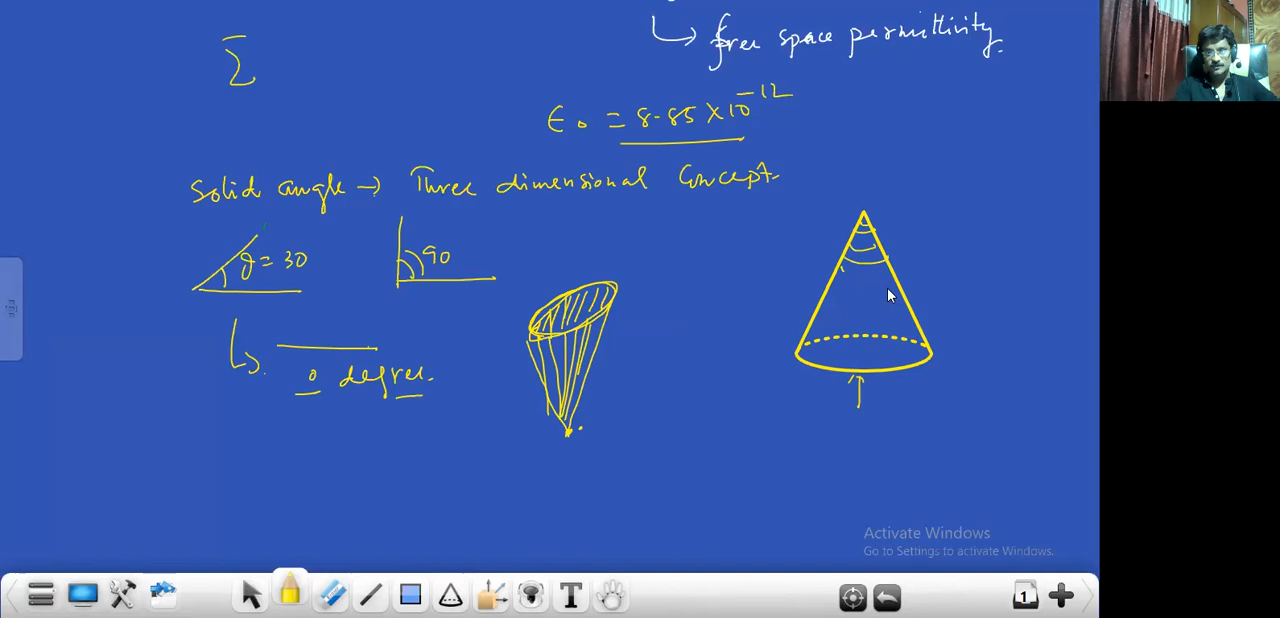 ↳ free space permittivity.
Σ
ϵ₀ = 8.85 × 10⁻¹²
Solid angle → Three dimensional Concept.
θ = 30
90
0 degree.
Activate Windows
Go to Settings to activate Windows.
T
1